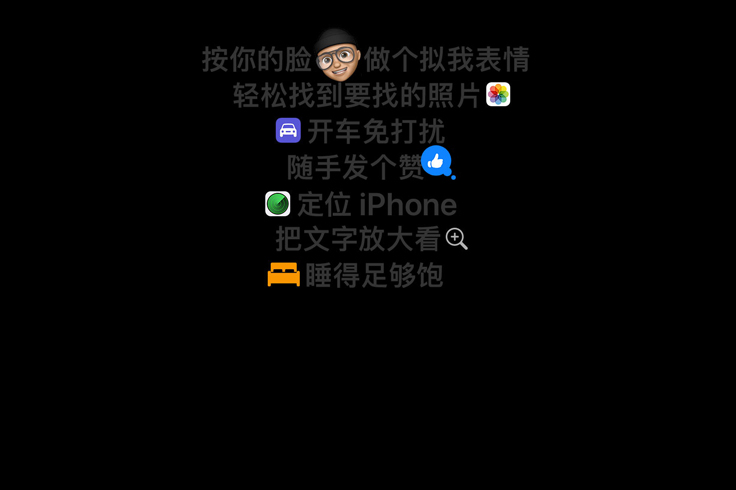 按你的脸做个拟我表情
轻松找到要找的照片
开车免打扰
随手发个赞
定位 iPhone
把文字放大看
睡得足够饱